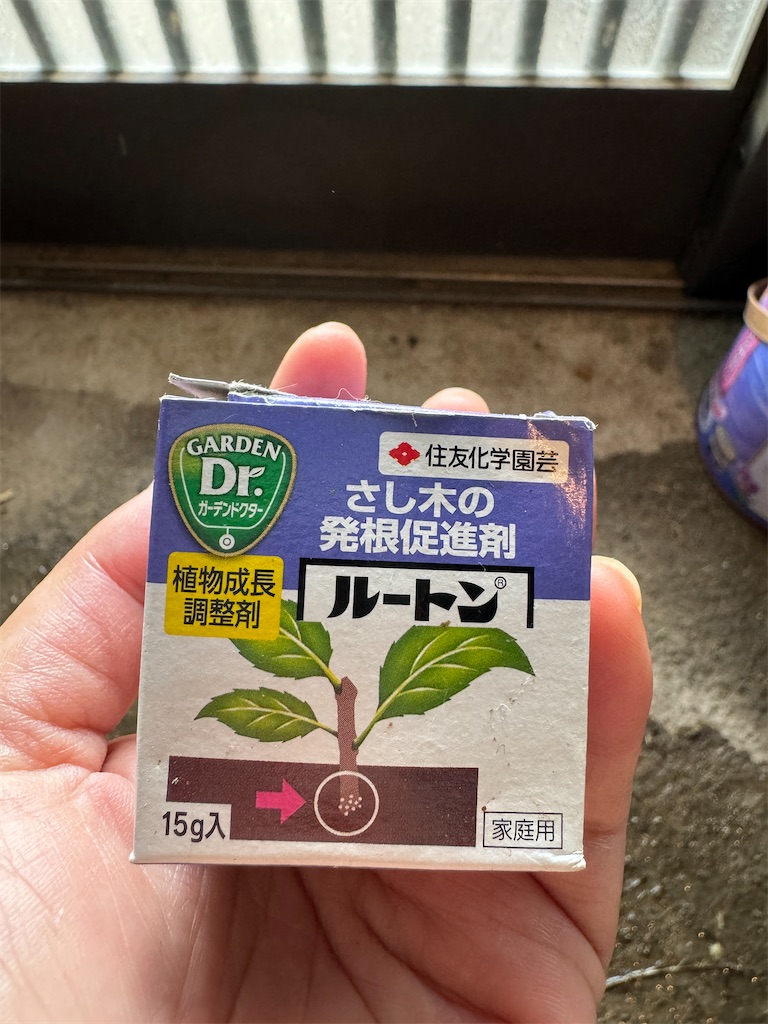 GARDEN
Dr.
ガーデンドクター
住友化学園芸
さし木の
発根促進剤
植物成長
調整剤
ルートン®
15g入
家庭用